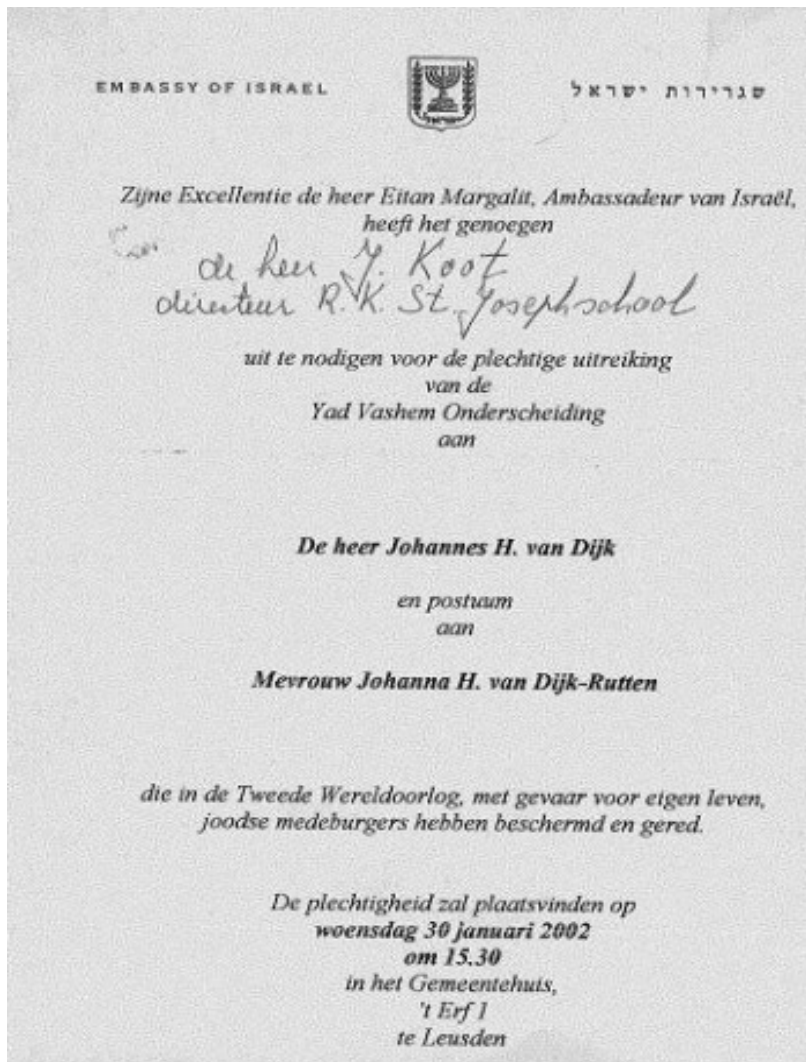 EMBASSY OF ISRAEL
שגרירות ישראל
Zijne Excellentie de heer Eitan Margalit, Ambassadeur van Israël,
heeft het genoegen
de heer J. Koot
directeur R.K. St. Josephschool
uit te nodigen voor de plechtige uitreiking
van de
Yad Vashem Onderscheiding
aan
De heer Johannes H. van Dijk
en postuum
aan
Mevrouw Johanna H. van Dijk-Rutten
die in de Tweede Wereldoorlog, met gevaar voor eigen leven,
joodse medeburgers hebben beschermd en gered.
De plechtigheid zal plaatsvinden op
woensdag 30 januari 2002
om 15.30
in het Gemeentehuis,
't Erf 1
te Leusden